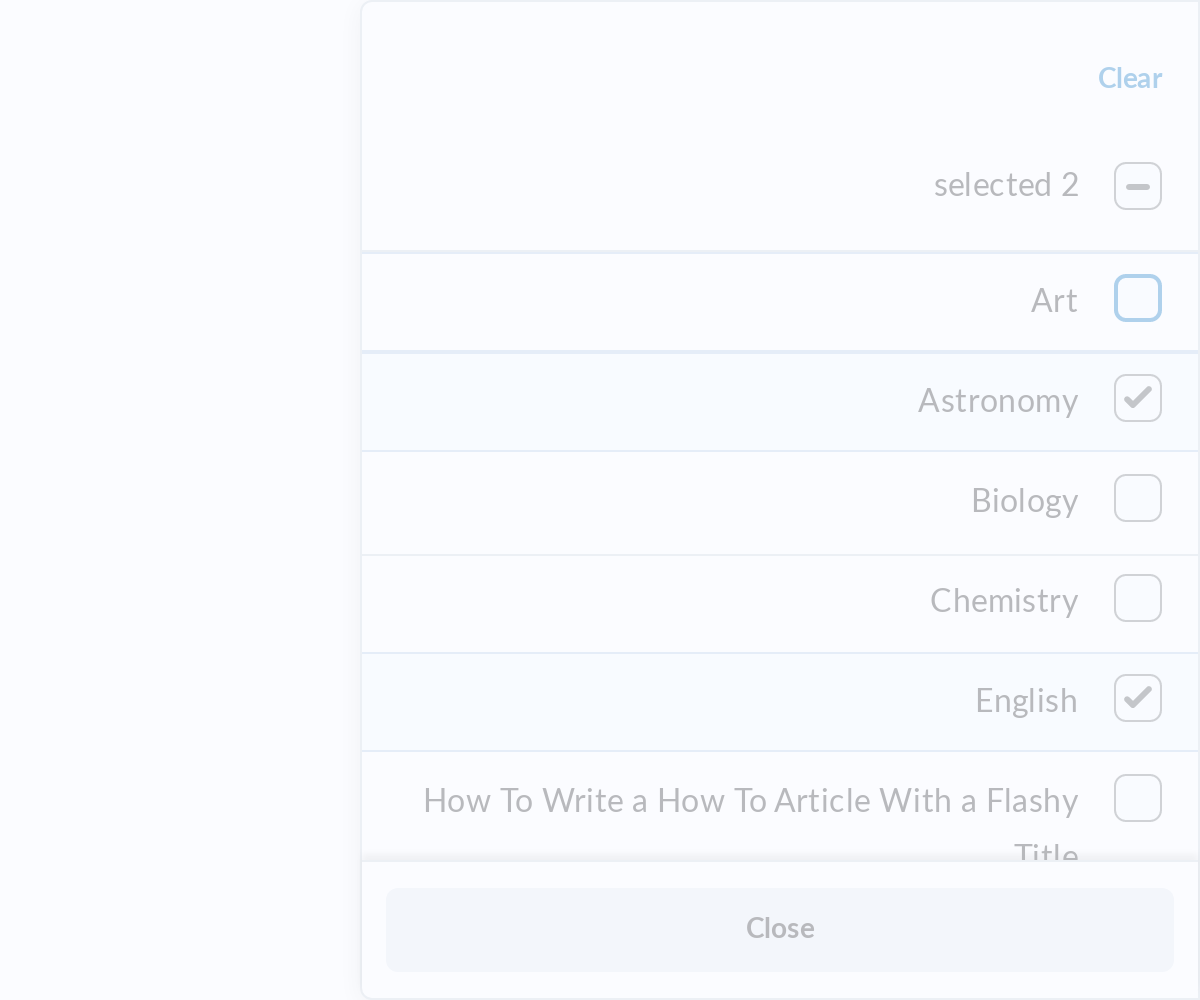 Clear
selected 2
Art
Astronomy
Biology
Chemistry
English
How To Write a How To Article With a Flashy
Title
Close